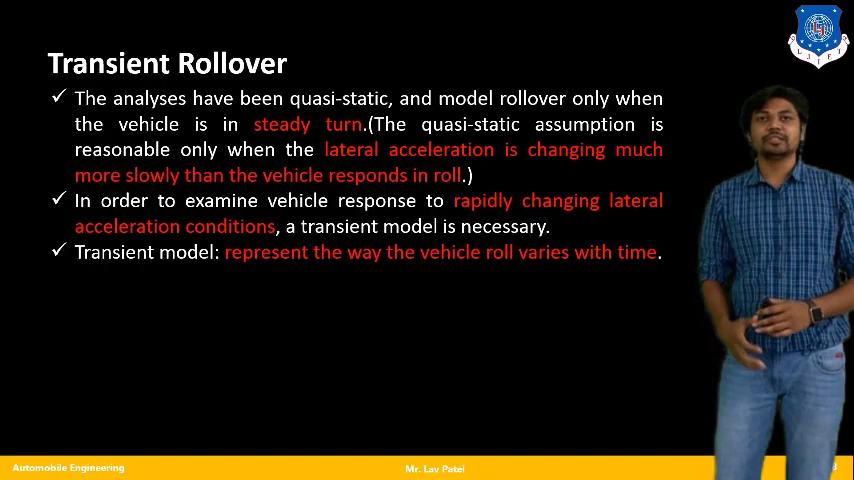 Transient Rollover
✓ The analyses have been quasi-static, and model rollover only when
the vehicle is in steady turn.(The quasi-static assumption is
reasonable only when the lateral acceleration is changing much
more slowly than the vehicle responds in roll.)
✓ In order to examine vehicle response to rapidly changing lateral
acceleration conditions, a transient model is necessary.
✓ Transient model: represent the way the vehicle roll varies with time.
Automobile Engineering
Mr. Lav Patel
3
LJIET